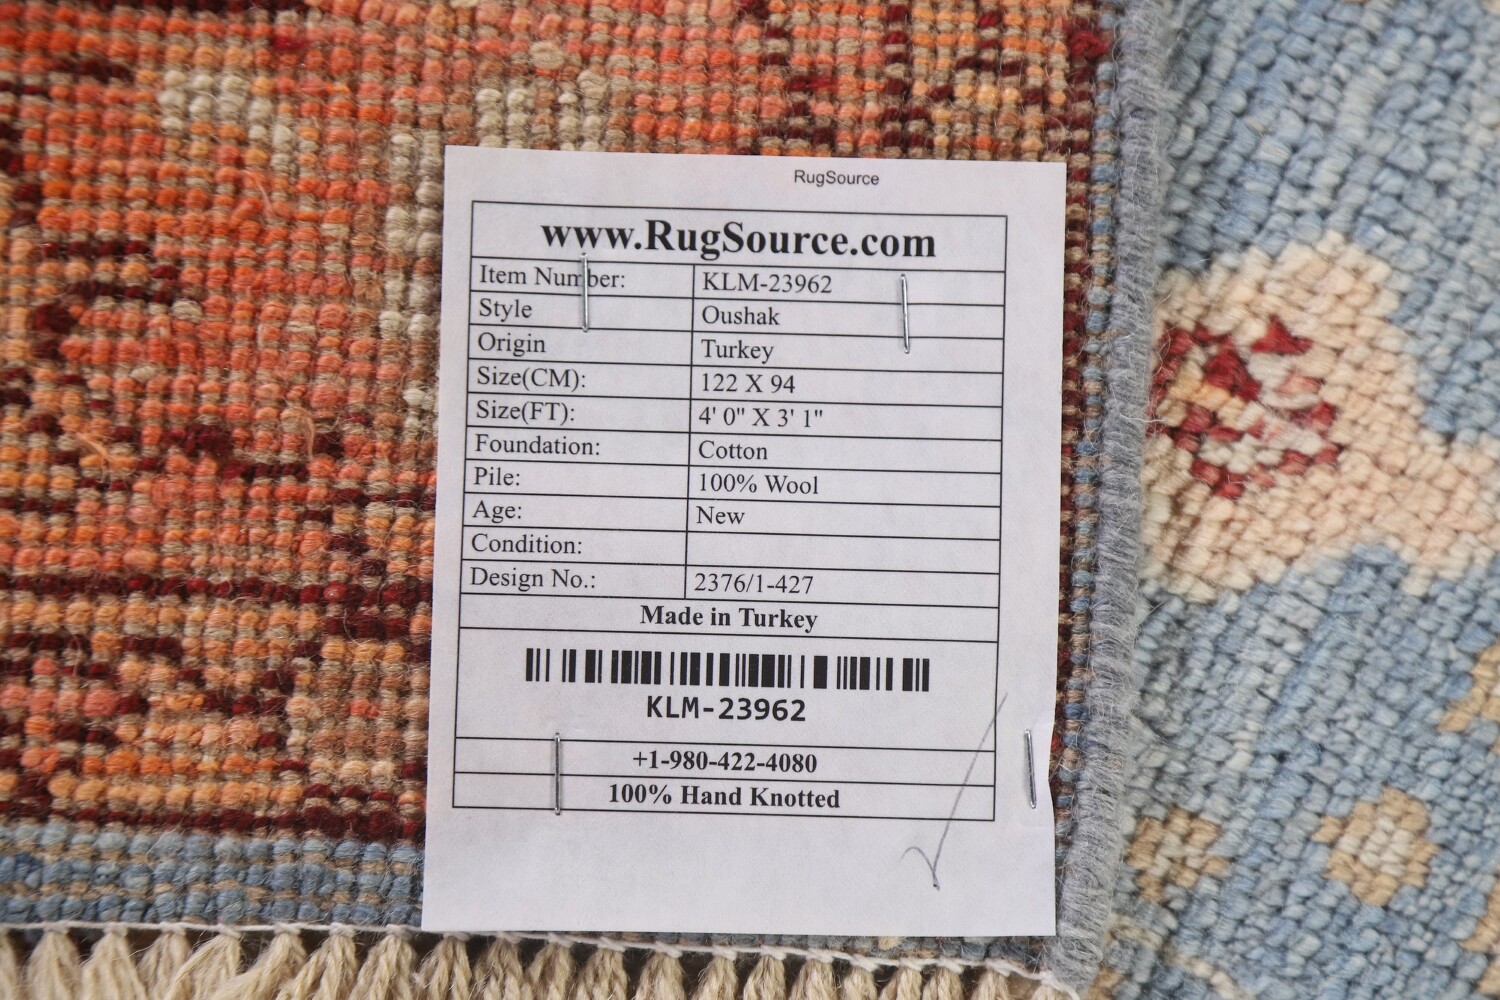 RugSource
www.RugSource.com
Item Number: KLM-23962
Style Oushak
Origin Turkey
Size(CM): 122 X 94
Size(FT): 4' 0" X 3' 1"
Foundation: Cotton
Pile: 100% Wool
Age: New
Condition:
Design No.: 2376/1-427
Made in Turkey
KLM-23962
+1-980-422-4080
100% Hand Knotted